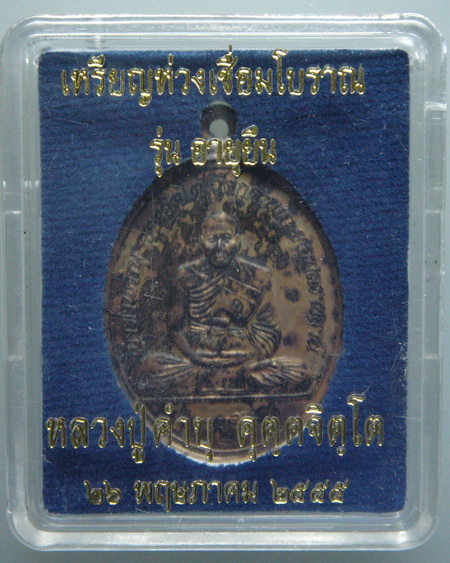 เหรียญห่วงเชื่อมโบราณ
รุ่น อายุยืน
หลวงปู่คำบุ คุตฺตจิตฺโต
๒๖ พฤษภาคม ๒๕๕๕